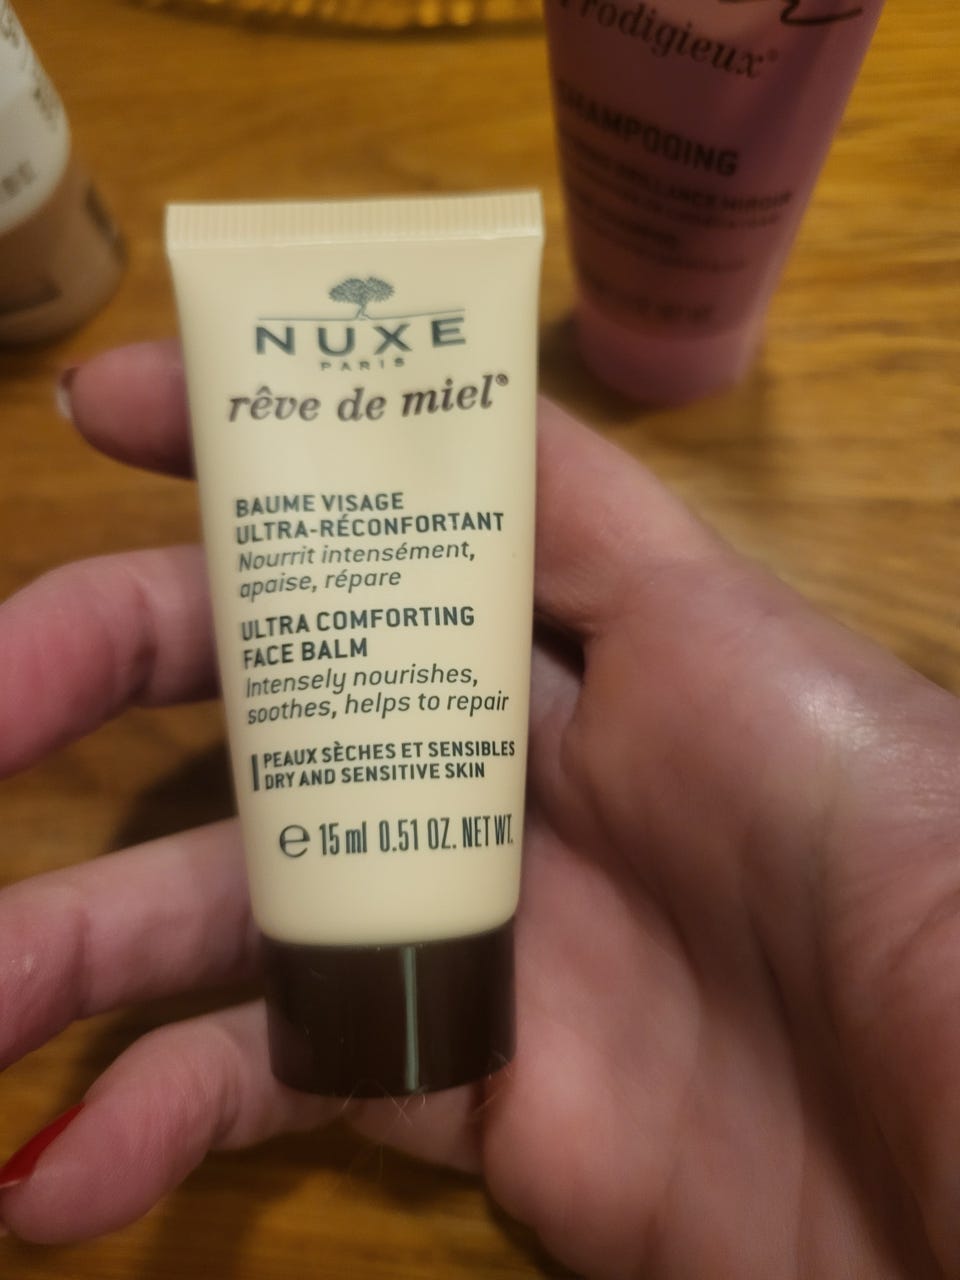 Prodigieux®
SHAMPOOING
NUXE
PARIS
rêve de miel®
BAUME VISAGE
ULTRA-RÉCONFORTANT
Nourrit intensément,
apaise, répare
ULTRA COMFORTING
FACE BALM
Intensely nourishes,
soothes, helps to repair
PEAUX SÈCHES ET SENSIBLES
DRY AND SENSITIVE SKIN
℮ 15 ml 0.51 OZ. NET WT.